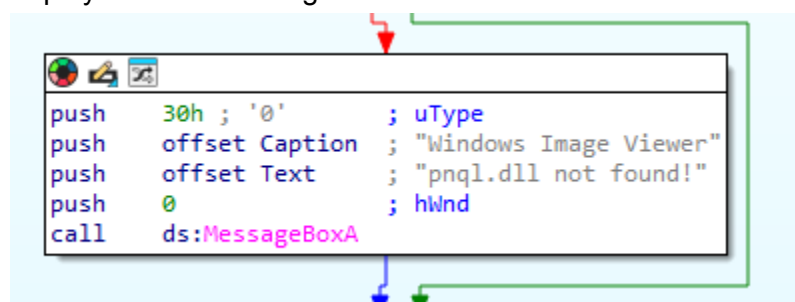 push 30h ; '0' ; uType
push offset Caption ; "Windows Image Viewer"
push offset Text ; "pnql.dll not found!"
push 0 ; hWnd
call ds:MessageBoxA